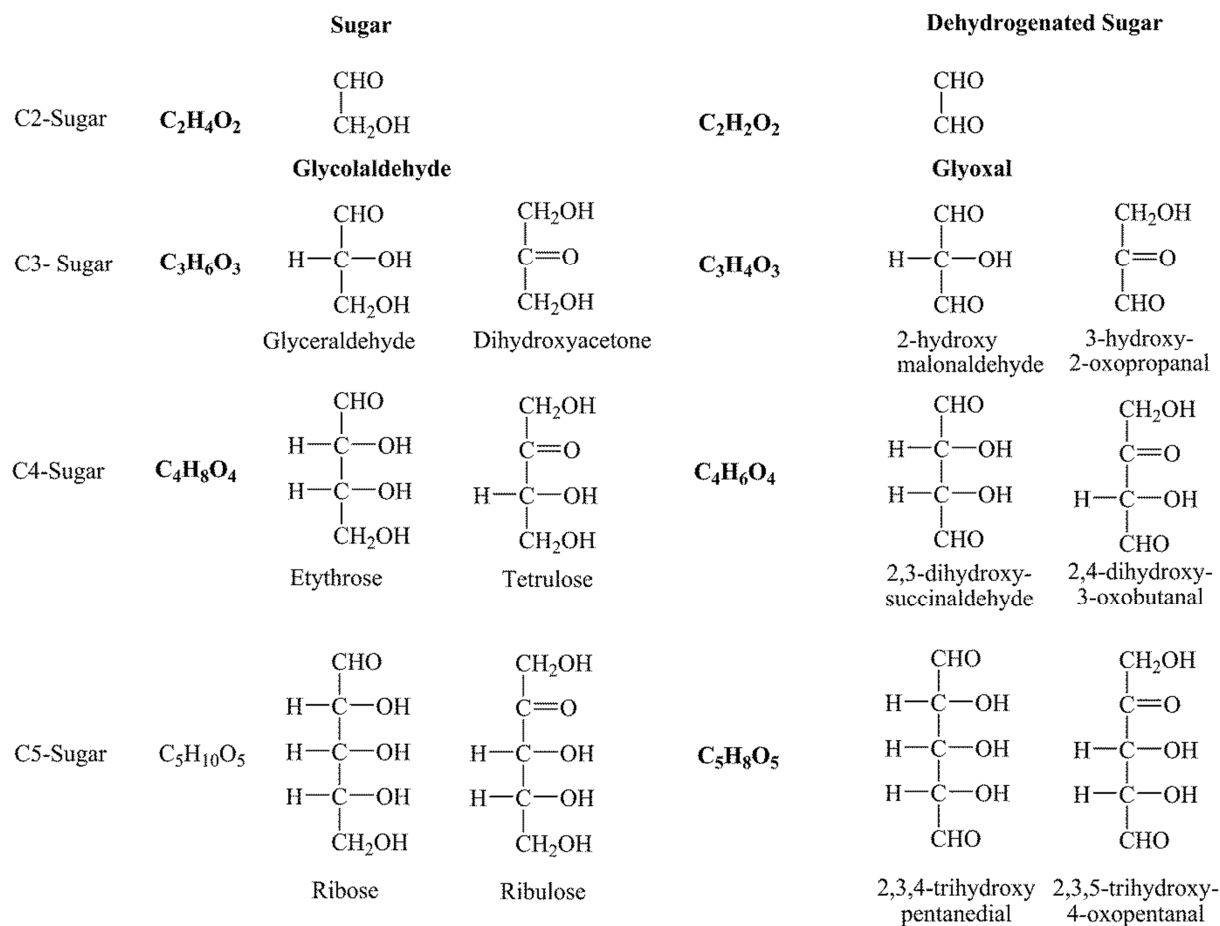 Sugar Dehydrogenated Sugar
CHO CHO
C2-Sugar C₂H₄O₂ C₂H₂O₂
CH₂OH CHO
Glycolaldehyde Glyoxal
CHO CH₂OH CHO CH₂OH
C3- Sugar C₃H₆O₃ H—C—OH C=O C₃H₄O₃ H—C—OH C=O
CH₂OH CH₂OH CHO CHO
Glyceraldehyde Dihydroxyacetone 2-hydroxy 3-hydroxy-
malonaldehyde 2-oxopropanal
CHO CH₂OH CHO CH₂OH
H—C—OH C=O H—C—OH C=O
C4-Sugar C₄H₈O₄ C₄H₆O₄
H—C—OH H—C—OH H—C—OH H—C—OH
CH₂OH CH₂OH CHO CHO
Etythrose Tetrulose 2,3-dihydroxy- 2,4-dihydroxy-
succinaldehyde 3-oxobutanal
CHO CH₂OH CHO CH₂OH
H—C—OH C=O H—C—OH C=O
C5-Sugar C₅H₁₀O₅ H—C—OH H—C—OH C₅H₈O₅ H—C—OH H—C—OH
H—C—OH H—C—OH H—C—OH H—C—OH
CH₂OH CH₂OH CHO CHO
Ribose Ribulose 2,3,4-trihydroxy 2,3,5-trihydroxy-
pentanedial 4-oxopentanal